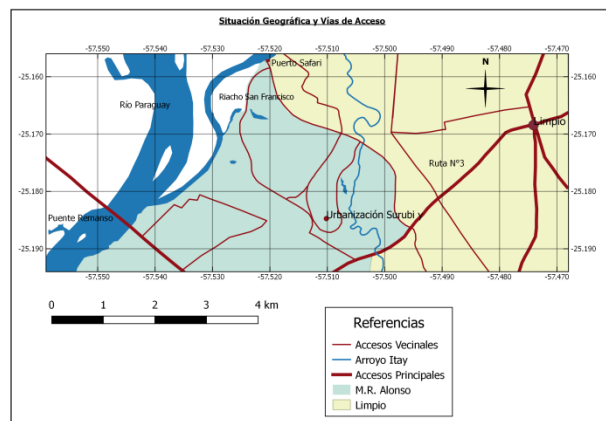 Situación Geográfica y Vías de Acceso
-57.550 -57.540 -57.530 -57.520 -57.510 -57.500 -57.490 -57.480 -57.470
-25.160
-25.160
Puerto Safari
N
Río Paraguay
Riacho San Francisco
Limpio
-25.170
-25.170
Ruta N°3
-25.180
-25.180
Puente Remanso
Urbanización Surubi y
-25.190
-25.190
-57.550 -57.540 -57.530 -57.520 -57.510 -57.500 -57.490 -57.480 -57.470
0 1 2 3 4 km
Referencias
Accesos Vecinales
Arroyo Itay
Accesos Principales
M.R. Alonso
Limpio